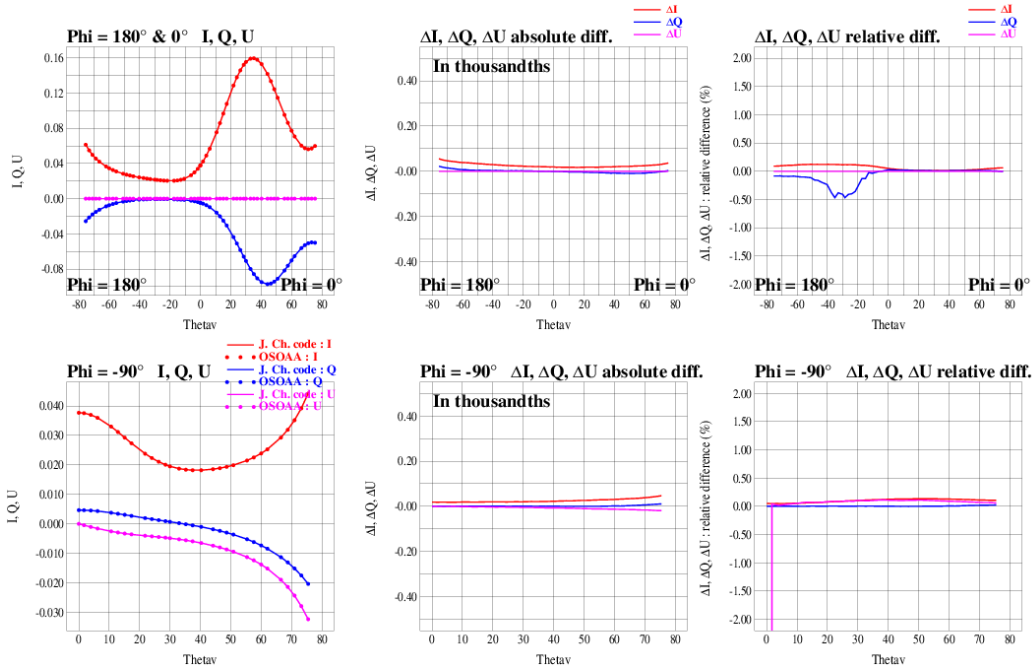 Phi = 180° & 0° I, Q, U
0.16
0.12
0.08
0.04
0.00
-0.04
-0.08
I, Q, U
Phi = 180°
Phi = 0°
-80 -60 -40 -20 0 20 40 60 80
Thetav
ΔI
ΔQ
ΔU
ΔI, ΔQ, ΔU absolute diff.
In thousandths
0.40
0.20
-0.00
-0.20
-0.40
ΔI, ΔQ, ΔU
Phi = 180°
Phi = 0°
-80 -60 -40 -20 0 20 40 60 80
Thetav
ΔI
ΔQ
ΔU
ΔI, ΔQ, ΔU relative diff.
2.00
1.50
1.00
0.50
0.00
-0.50
-1.00
-1.50
-2.00
ΔI, ΔQ, ΔU : relative difference (%)
Phi = 180°
Phi = 0°
-80 -60 -40 -20 0 20 40 60 80
Thetav
Phi = -90° I, Q, U
J. Ch. code : I
OSOAA : I
J. Ch. code : Q
OSOAA : Q
J. Ch. code : U
OSOAA : U
0.040
0.030
0.020
0.010
0.000
-0.010
-0.020
-0.030
I, Q, U
0 10 20 30 40 50 60 70 80
Thetav
Phi = -90° ΔI, ΔQ, ΔU absolute diff.
In thousandths
0.40
0.20
-0.00
-0.20
-0.40
ΔI, ΔQ, ΔU
0 10 20 30 40 50 60 70 80
Thetav
Phi = -90° ΔI, ΔQ, ΔU relative diff.
2.00
1.50
1.00
0.50
0.00
-0.50
-1.00
-1.50
-2.00
ΔI, ΔQ, ΔU : relative difference (%)
0 10 20 30 40 50 60 70 80
Thetav